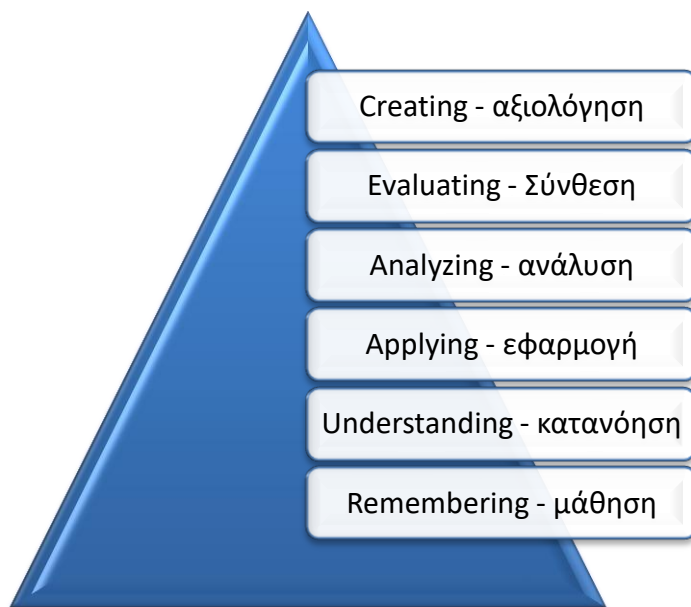 Creating - αξιολόγηση
Evaluating - Σύνθεση
Analyzing - ανάλυση
Applying - εφαρμογή
Understanding - κατανόηση
Remembering - μάθηση